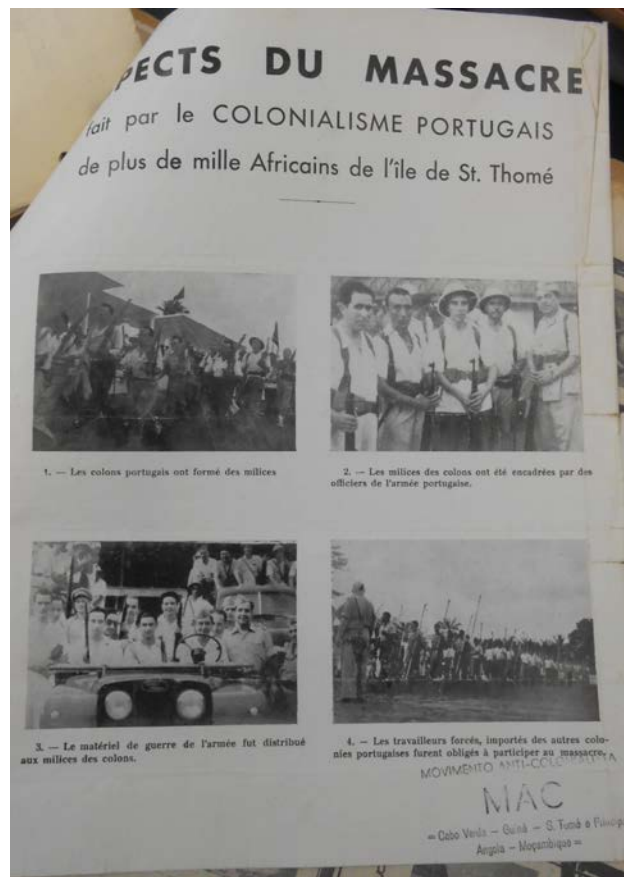 PECTS DU MASSACRE
fait par le COLONIALISME PORTUGAIS
de plus de mille Africains de l'île de St. Thomé
1. — Les colons portugais ont formé des milices
2. — Les milices des colons ont été encadrées par des
officiers de l'armée portugaise.
3. — Le matériel de guerre de l'armée fut distribué
aux milices des colons.
4. — Les travailleurs forcés, importés des autres colo-
nies portugaises furent obligés à participer au massacre.
MOVIMENTO ANTI-COLONIALISTA
MAC
= Cabo Verde — Guiné — S. Tomé e
Angola — Moçambique =